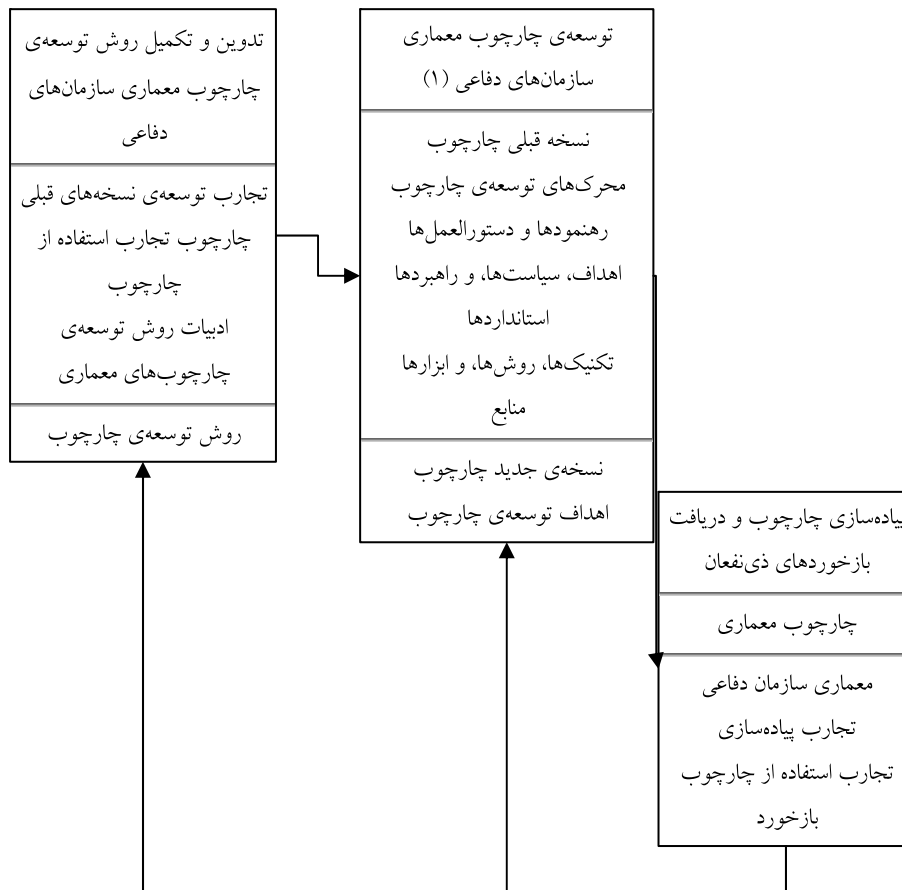 تدوین و تکمیل روش توسعه‌ی
چارچوب معماری سازمان‌های
دفاعی
تجارب توسعه‌ی نسخه‌های قبلی
چارچوب تجارب استفاده از
چارچوب
ادبیات روش توسعه‌ی
چارچوب‌های معماری
روش توسعه‌ی چارچوب
توسعه‌ی چارچوب معماری
سازمان‌های دفاعی (۱)
نسخه قبلی چارچوب
محرک‌های توسعه‌ی چارچوب
رهنمودها و دستورالعمل‌ها
اهداف، سیاست‌ها، و راهبردها
استانداردها
تکنیک‌ها، روش‌ها، و ابزارها
منابع
نسخه‌ی جدید چارچوب
اهداف توسعه‌ی چارچوب
پیاده‌سازی چارچوب و دریافت
بازخوردهای ذی‌نفعان
چارچوب معماری
معماری سازمان دفاعی
تجارب پیاده‌سازی
تجارب استفاده از چارچوب
بازخورد